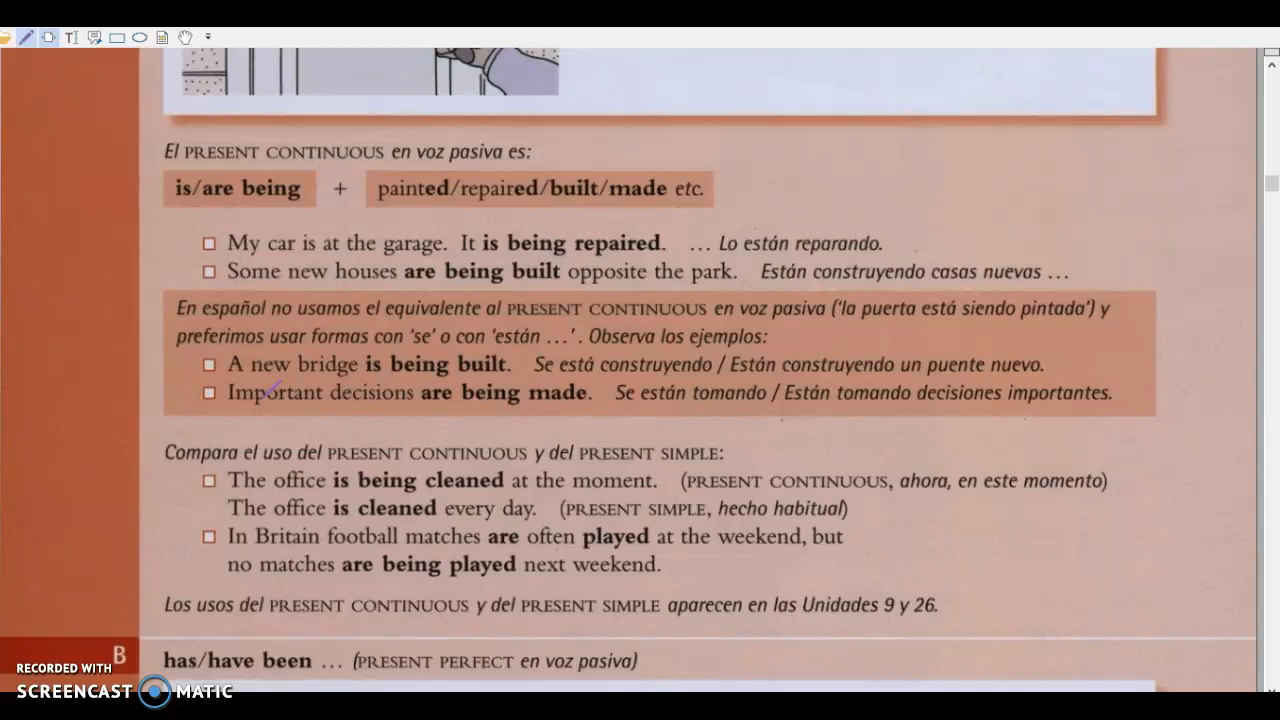 El PRESENT CONTINUOUS en voz pasiva es:
is/are being + painted/repaired/built/made etc.
My car is at the garage. It is being repaired. … Lo están reparando.
Some new houses are being built opposite the park. Están construyendo casas nuevas …
En español no usamos el equivalente al PRESENT CONTINUOUS en voz pasiva ('la puerta está siendo pintada') y
preferimos usar formas con 'se' o con 'están …'. Observa los ejemplos:
A new bridge is being built. Se está construyendo / Están construyendo un puente nuevo.
Important decisions are being made. Se están tomando / Están tomando decisiones importantes.
Compara el uso del PRESENT CONTINUOUS y del PRESENT SIMPLE:
The office is being cleaned at the moment. (PRESENT CONTINUOUS, ahora, en este momento)
The office is cleaned every day. (PRESENT SIMPLE, hecho habitual)
In Britain football matches are often played at the weekend, but
no matches are being played next weekend.
Los usos del PRESENT CONTINUOUS y del PRESENT SIMPLE aparecen en las Unidades 9 y 26.
B has/have been … (PRESENT PERFECT en voz pasiva)
RECORDED WITH
SCREENCAST MATIC